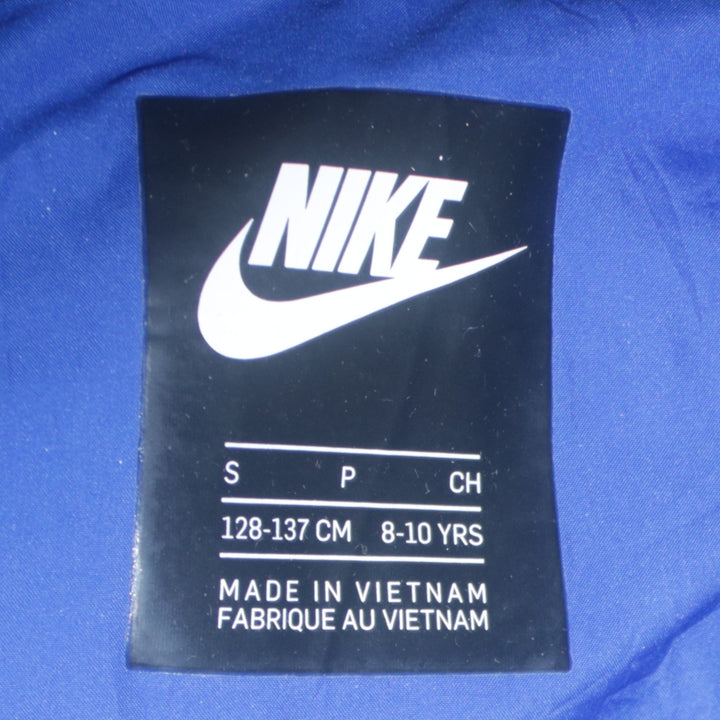 NIKE
S P CH
128-137 CM 8-10 YRS
MADE IN VIETNAM
FABRIQUE AU VIETNAM